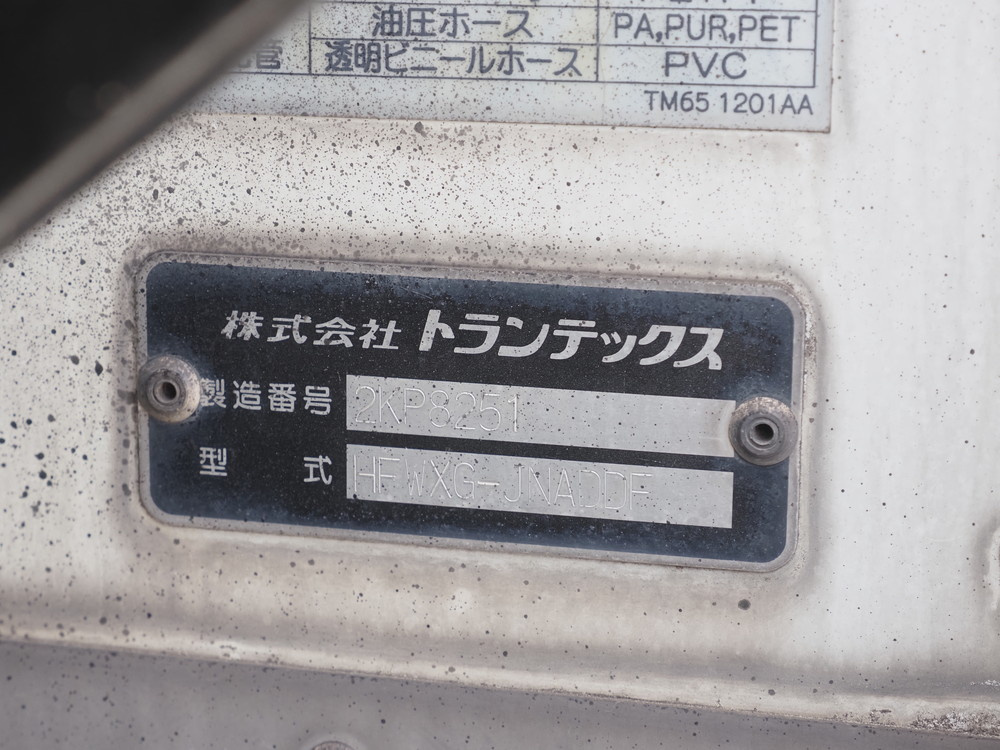 油圧ホース PA,PUR,PET
管 透明ビニールホース PVC
TM65 1201AA
株式会社 トランテックス
製造番号 2KP8251
型式 HFWXG-JNADDF